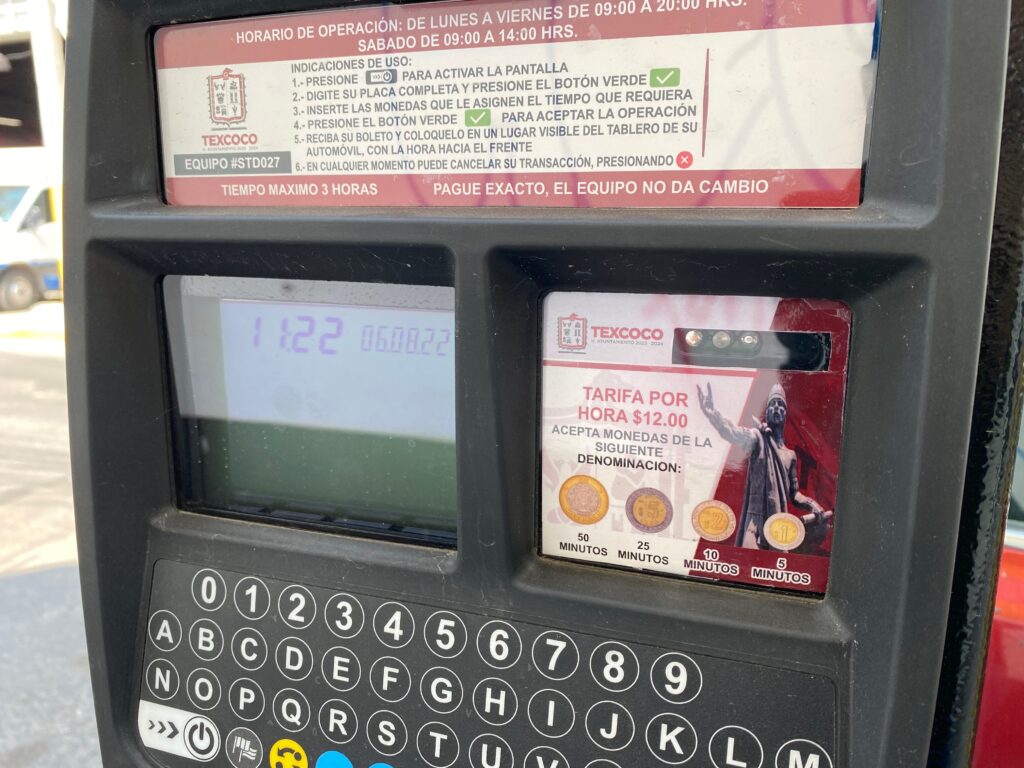 HORARIO DE OPERACIÓN: DE LUNES A VIERNES DE 09:00 A 20:00 HRS.
SABADO DE 09:00 A 14:00 HRS.
INDICACIONES DE USO:
1.- PRESIONE >>> PARA ACTIVAR LA PANTALLA
2.- DIGITE SU PLACA COMPLETA Y PRESIONE EL BOTÓN VERDE
3.- INSERTE LAS MONEDAS QUE LE ASIGNEN EL TIEMPO QUE REQUIERA
4.- PRESIONE EL BOTÓN VERDE PARA ACEPTAR LA OPERACIÓN
5.- RECIBA SU BOLETO Y COLOQUELO EN UN LUGAR VISIBLE DEL TABLERO DE SU
AUTOMÓVIL, CON LA HORA HACIA EL FRENTE
6.- EN CUALQUIER MOMENTO PUEDE CANCELAR SU TRANSACCIÓN, PRESIONANDO
TEXCOCO
H. AYUNTAMIENTO 2022 - 2024
EQUIPO #STD027
TIEMPO MAXIMO 3 HORAS PAGUE EXACTO, EL EQUIPO NO DA CAMBIO
11:22 06.08.22
TEXCOCO
H. AYUNTAMIENTO 2022 - 2024
TARIFA POR
HORA $12.00
ACEPTA MONEDAS DE LA
SIGUIENTE
DENOMINACION:
50 MINUTOS
25 MINUTOS
10 MINUTOS
5 MINUTOS
0 1 2 3 4 5 6 7 8 9
A B C D E F G H I J K L M
N O P Q R S T U V
>>>